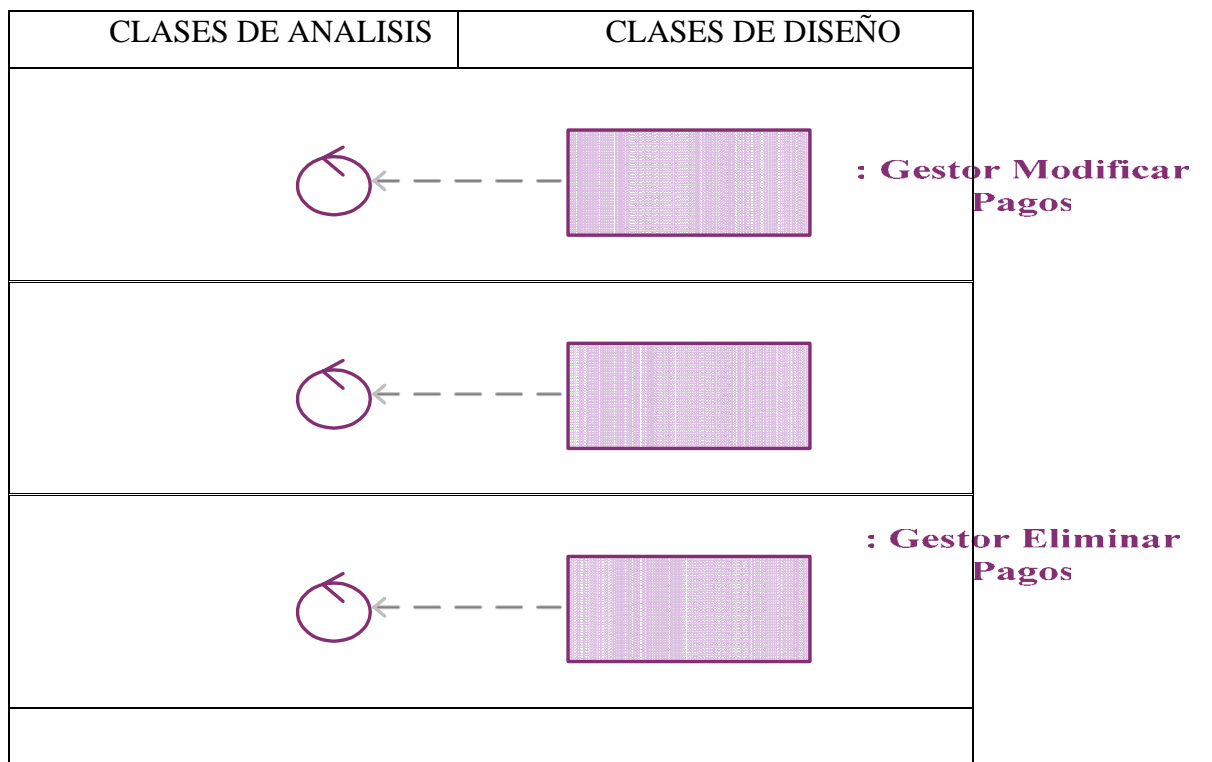 CLASES DE ANALISIS
CLASES DE DISEÑO
: Gestor Modificar
Pagos
: Gestor Eliminar
Pagos